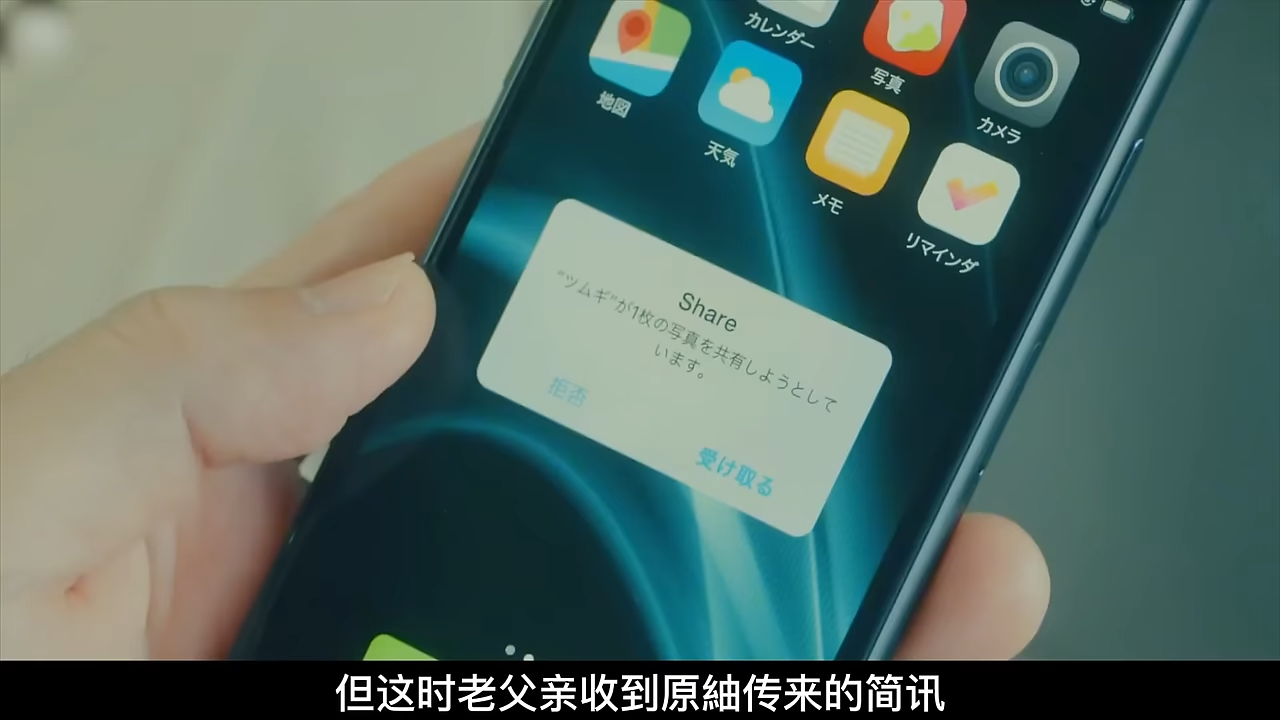 カレンダー
写真
カメラ
地図
天気
メモ
リマインダ
Share
"ツムギ"が1枚の写真を共有しようとして
います。
拒否
受け取る
但这时老父亲收到原紬传来的简讯